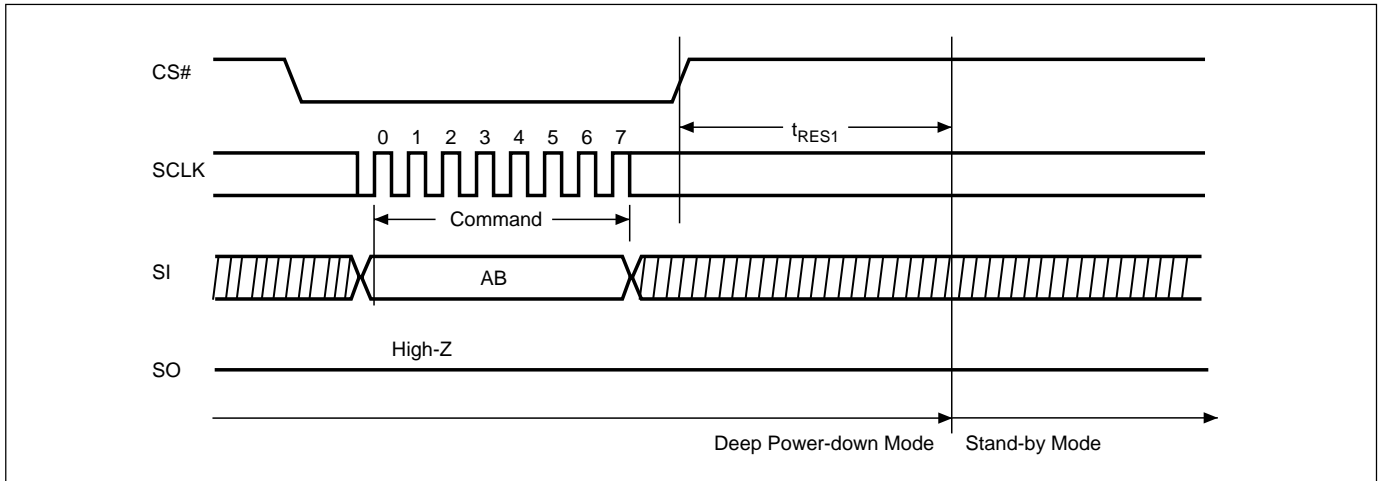 CS#
tRES1
0 1 2 3 4 5 6 7
SCLK
Command
SI
AB
High-Z
SO
Deep Power-down Mode Stand-by Mode